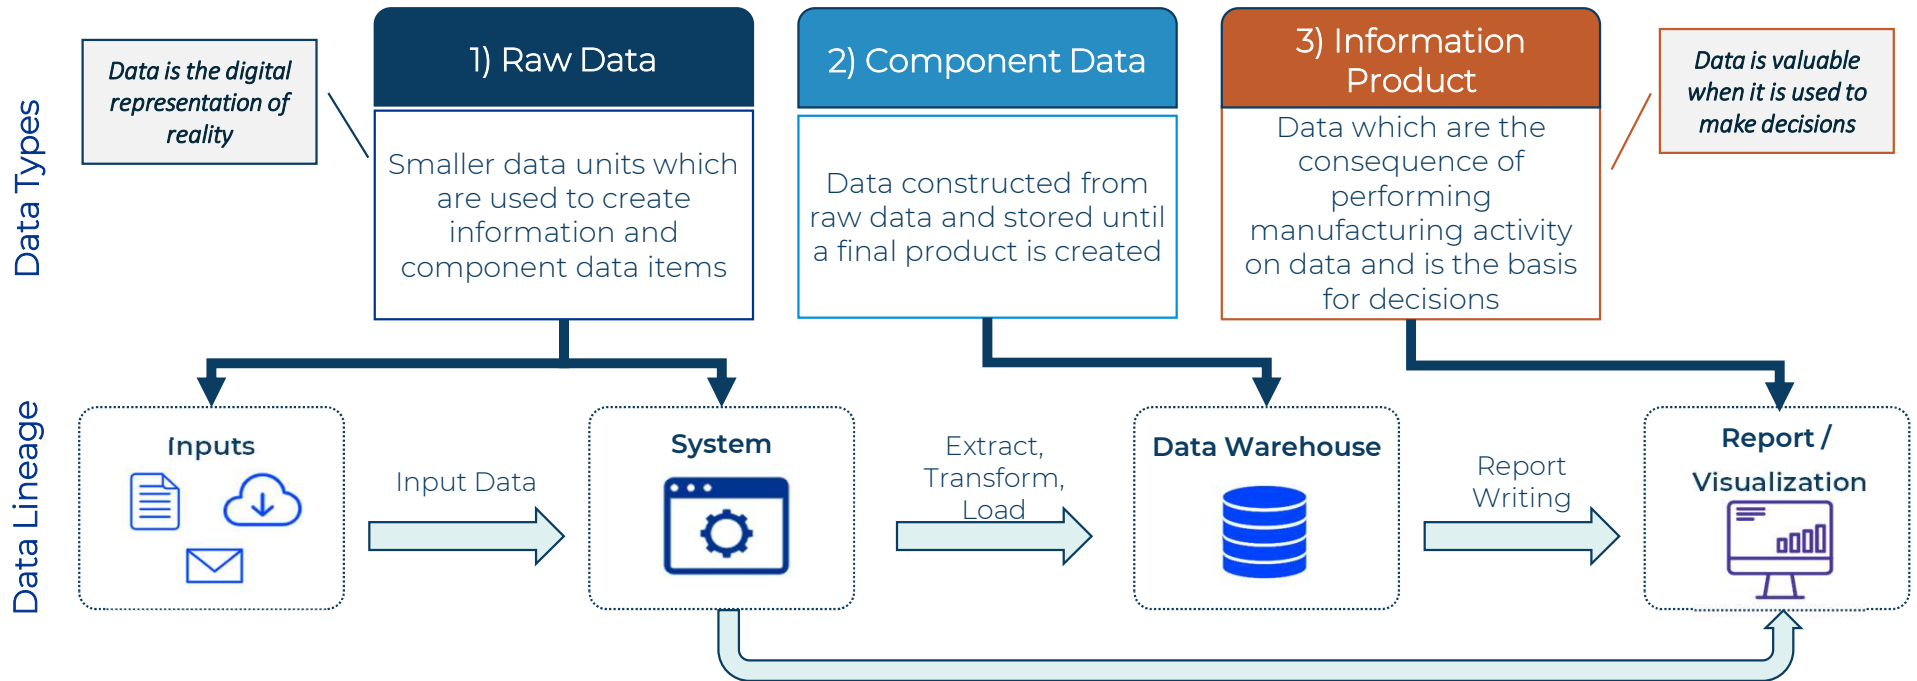 Data Types
Data is the digital
representation of
reality
1) Raw Data
Smaller data units which
are used to create
information and
component data items
2) Component Data
Data constructed from
raw data and stored until
a final product is created
3) Information
Product
Data which are the
consequence of
performing
manufacturing activity
on data and is the basis
for decisions
Data is valuable
when it is used to
make decisions
Data Lineage
Inputs
Input Data
System
Extract,
Transform,
Load
Data Warehouse
Report
Writing
Report /
Visualization